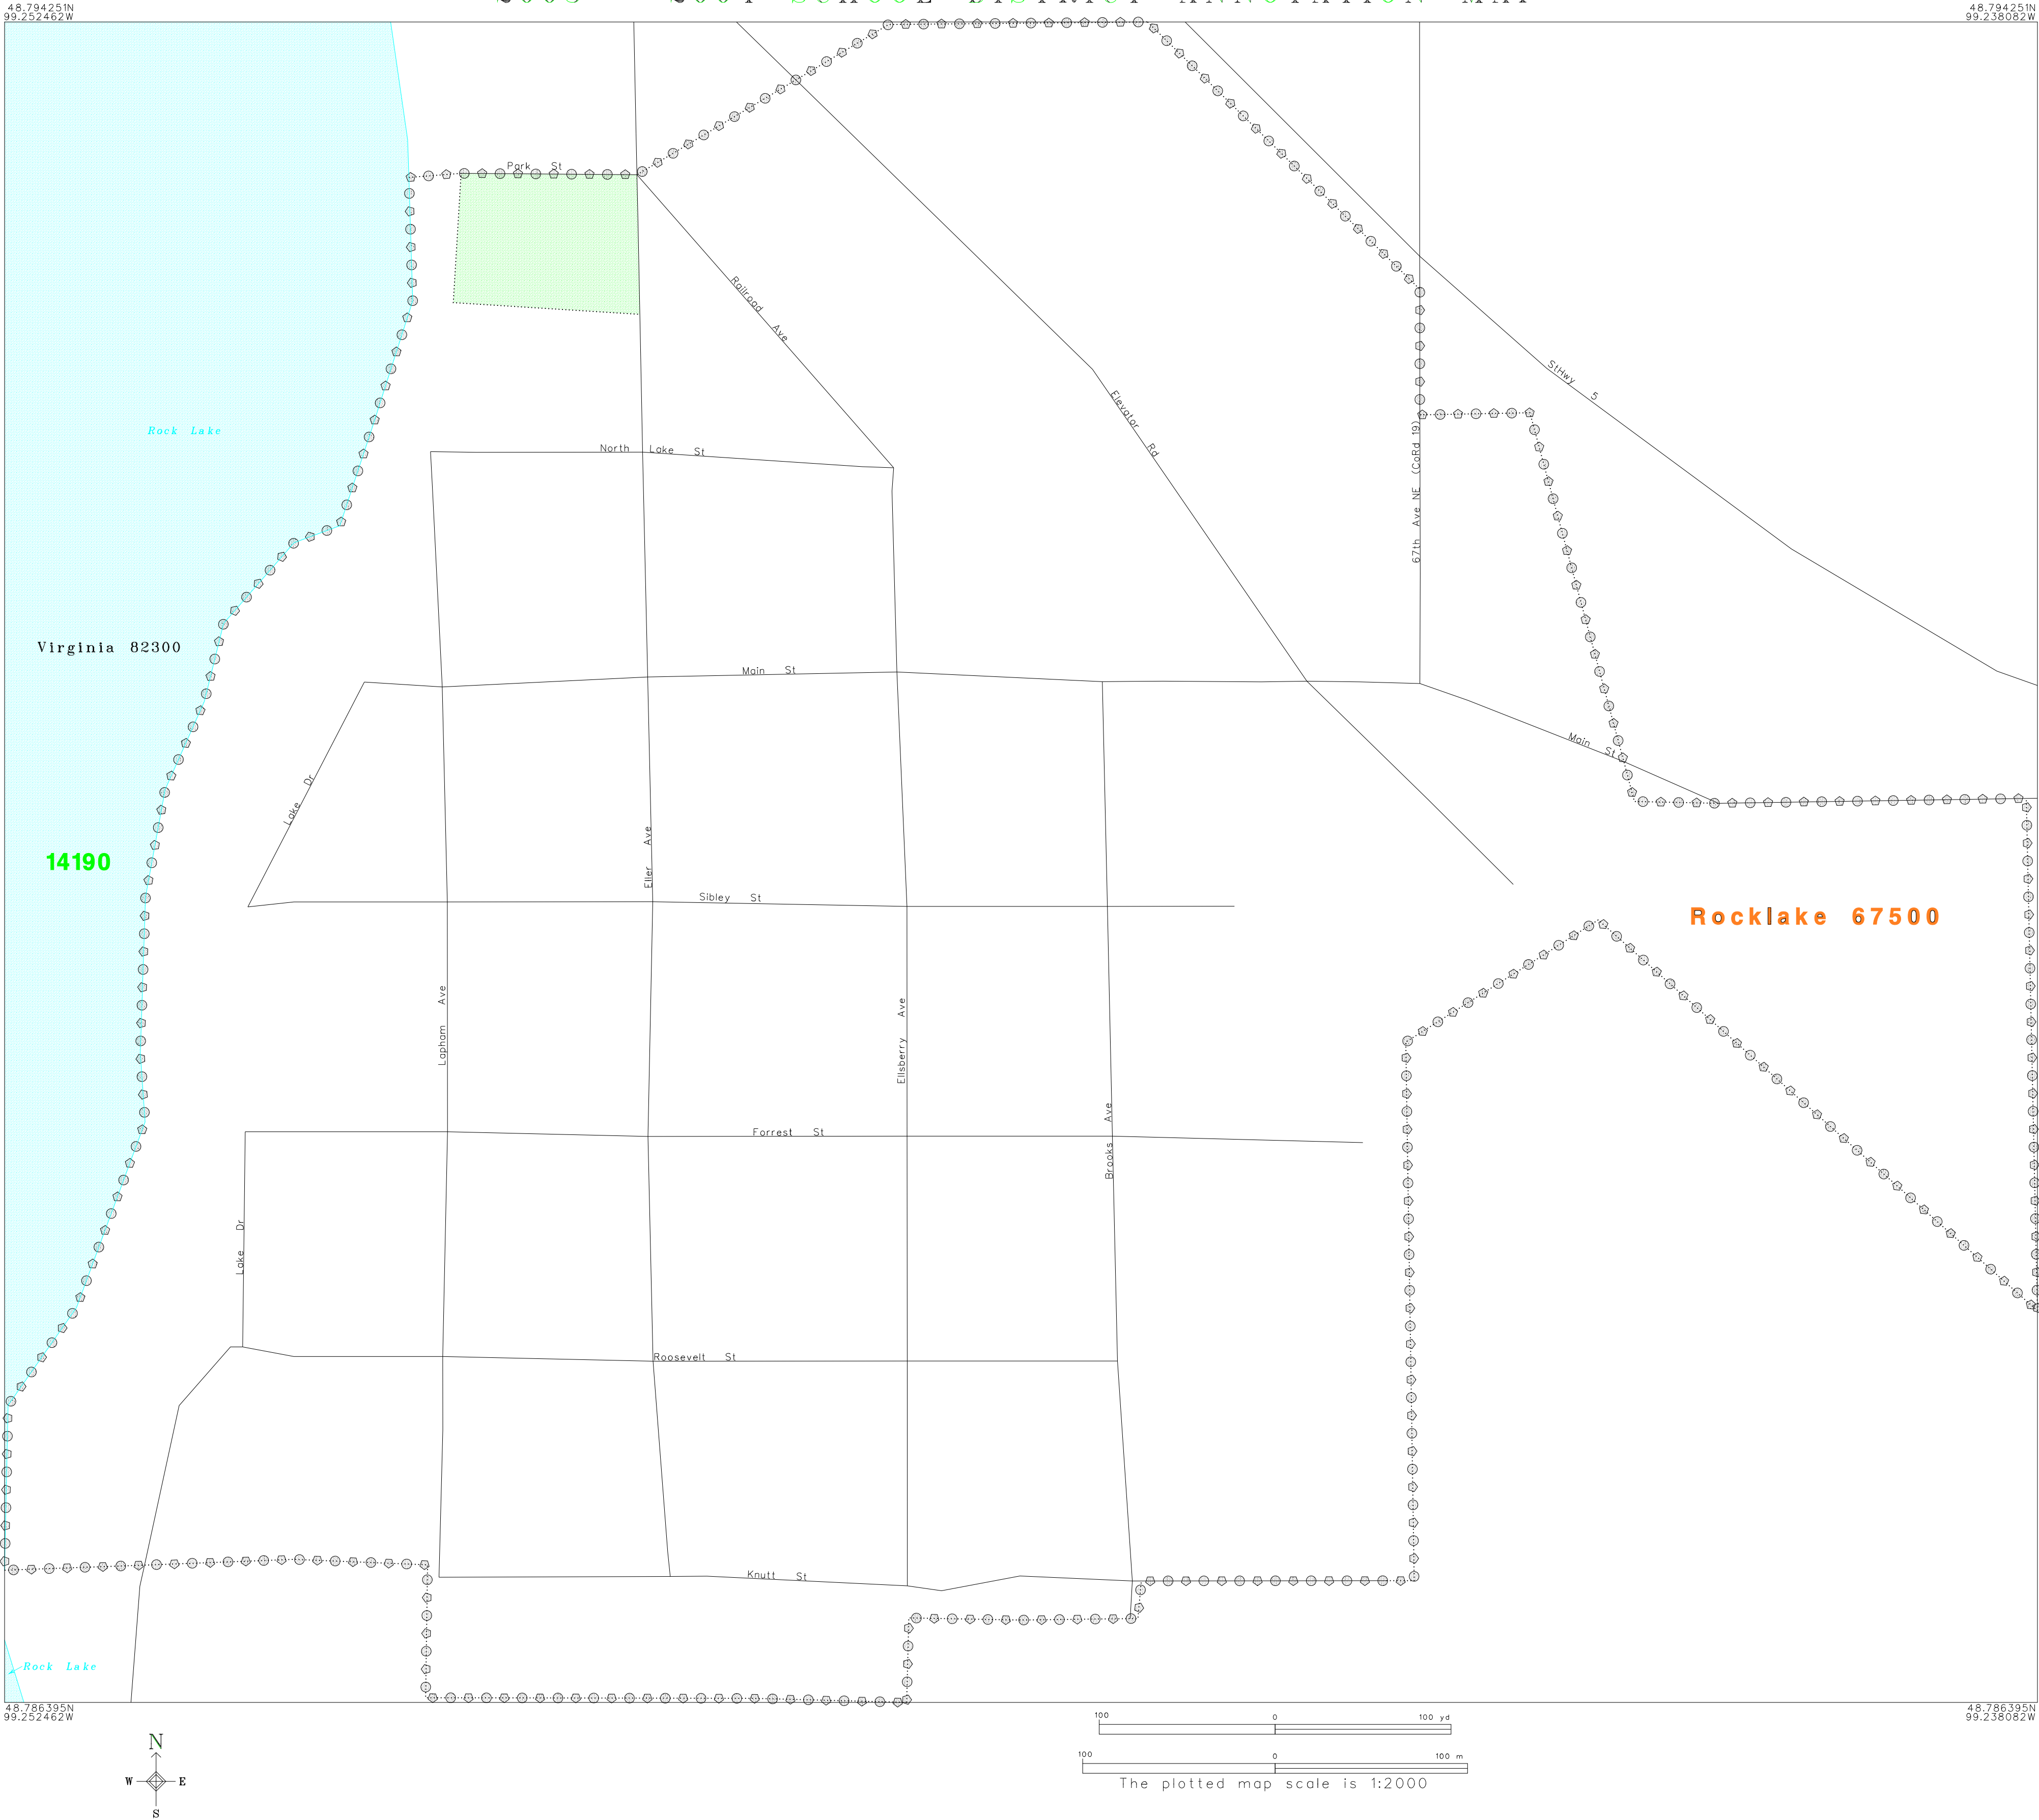 48.794251N
99.252462W
48.794251N
99.238082W
Park St
Railroad Ave
StHwy 5
Elevator Rd
Rock Lake
North Lake St
67th Ave NE (CoRd 19)
Virginia 82300
Main St
Main St
Lake Dr
14190
Eller Ave
Sibley St
Rocklake 67500
Lapham Ave
Ellsberry Ave
Forrest St
Brooks Ave
Lake Dr
Roosevelt St
Knutt St
Rock Lake
48.786395N
99.252462W
48.786395N
99.238082W
100 0 100 yd
100 0 100 m
The plotted map scale is 1:2000
N
W E
S